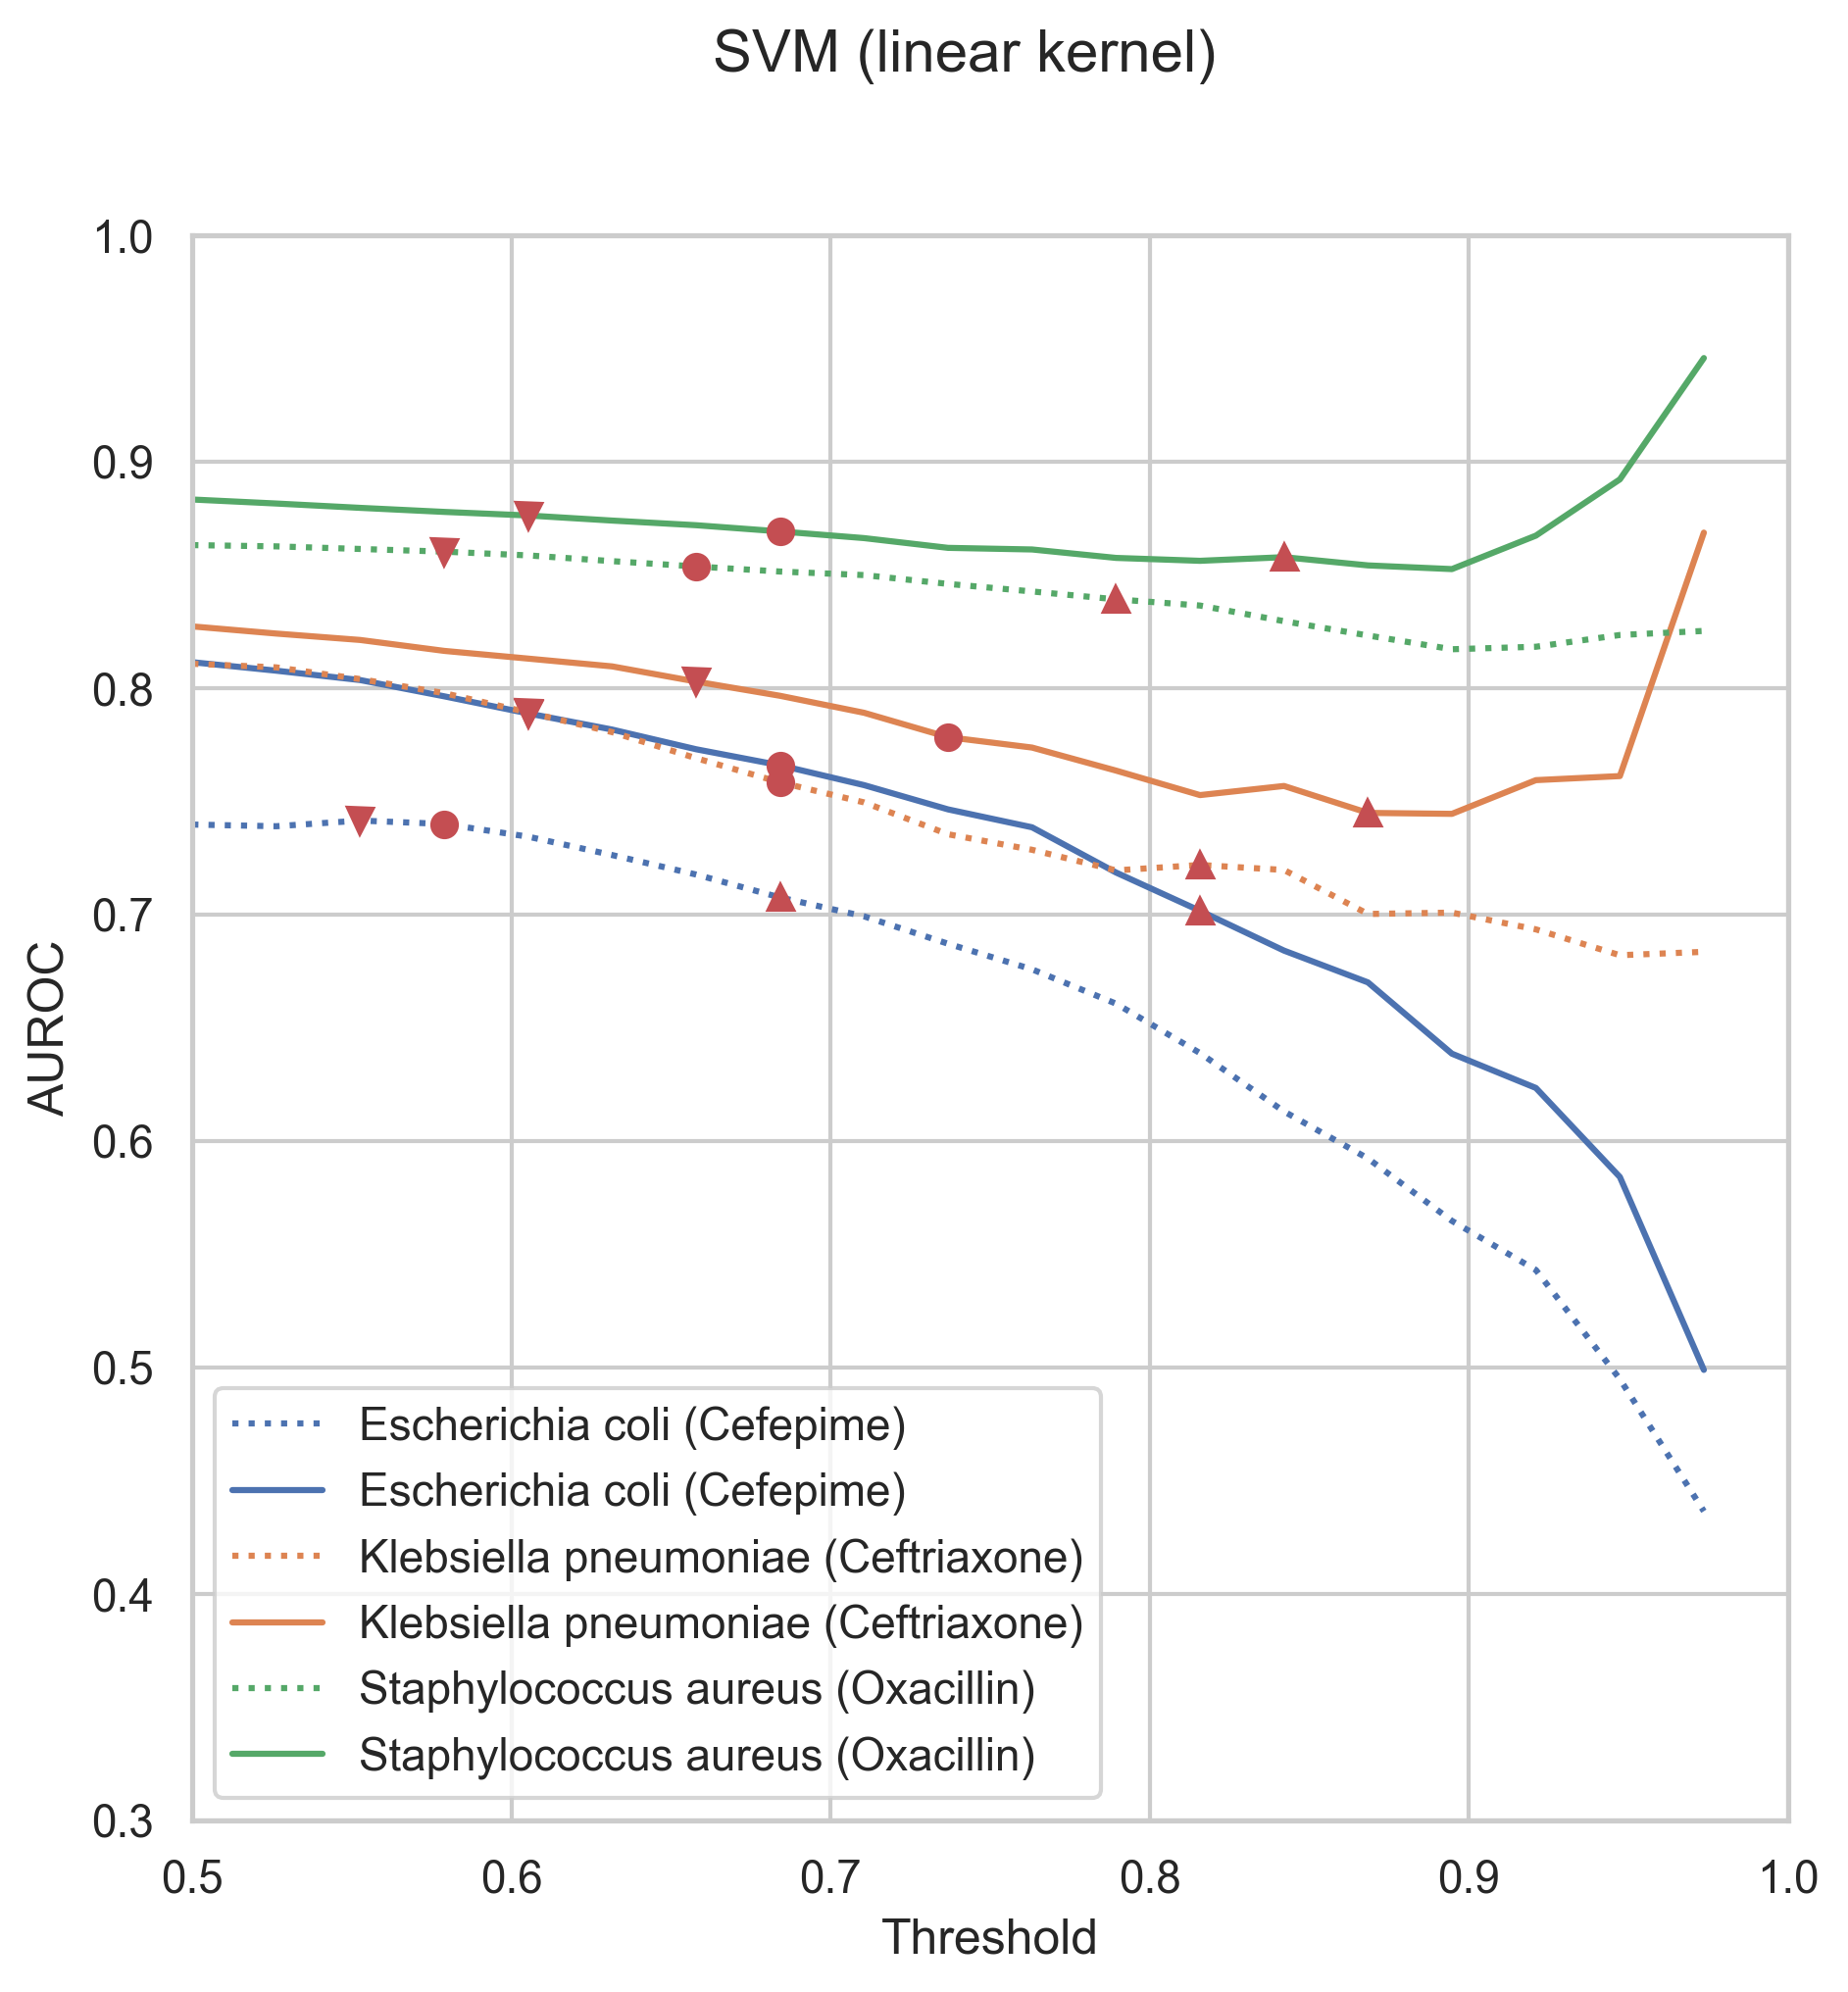 SVM (linear kernel)
1.0
0.9
0.8
0.7
0.6
0.5
0.4
0.3
AUROC
Escherichia coli (Cefepime)
Escherichia coli (Cefepime)
Klebsiella pneumoniae (Ceftriaxone)
Klebsiella pneumoniae (Ceftriaxone)
Staphylococcus aureus (Oxacillin)
Staphylococcus aureus (Oxacillin)
0.5 0.6 0.7 0.8 0.9 1.0
Threshold